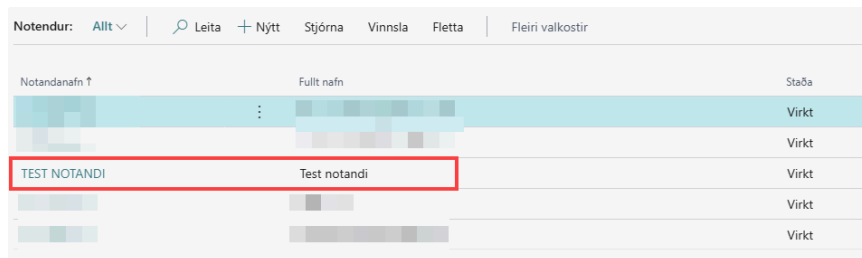 Notendur: Allt Leita Nýtt Stjórna Vinnsla Fletta Fleiri valkostir
Notandanafn ↑ Fullt nafn Staða
Virkt
Virkt
TEST NOTANDI Test notandi Virkt
Virkt
Virkt